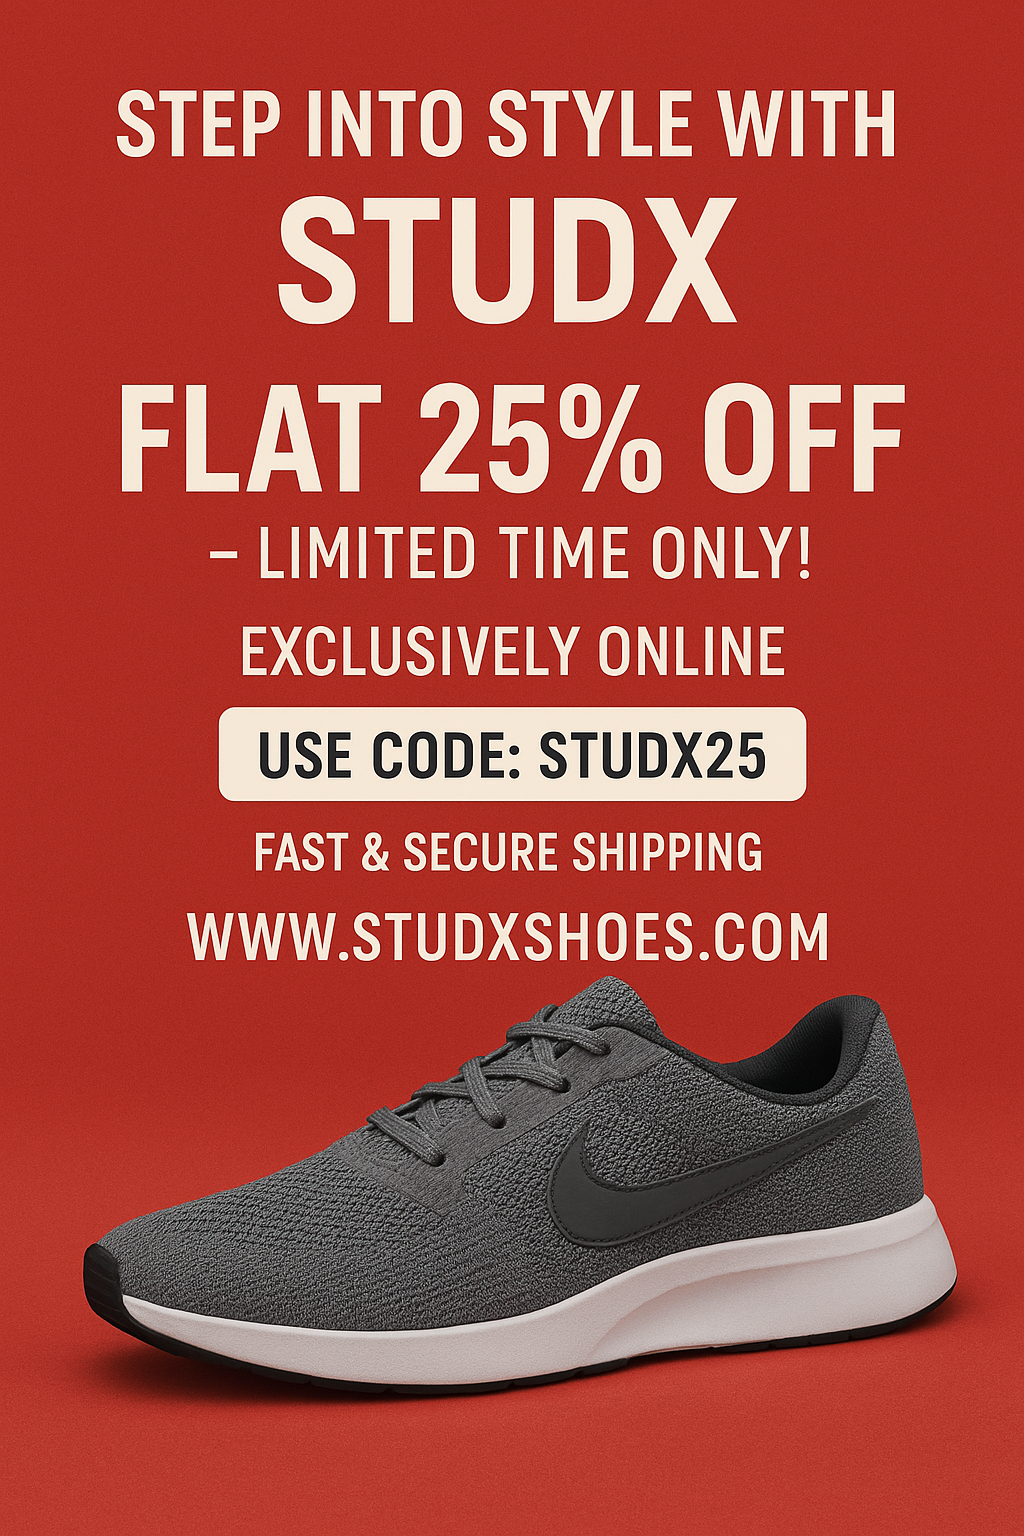 STEP INTO STYLE WITH
STUDX
FLAT 25% OFF
– LIMITED TIME ONLY!
EXCLUSIVELY ONLINE
USE CODE: STUDX25
FAST & SECURE SHIPPING
WWW.STUDXSHOES.COM